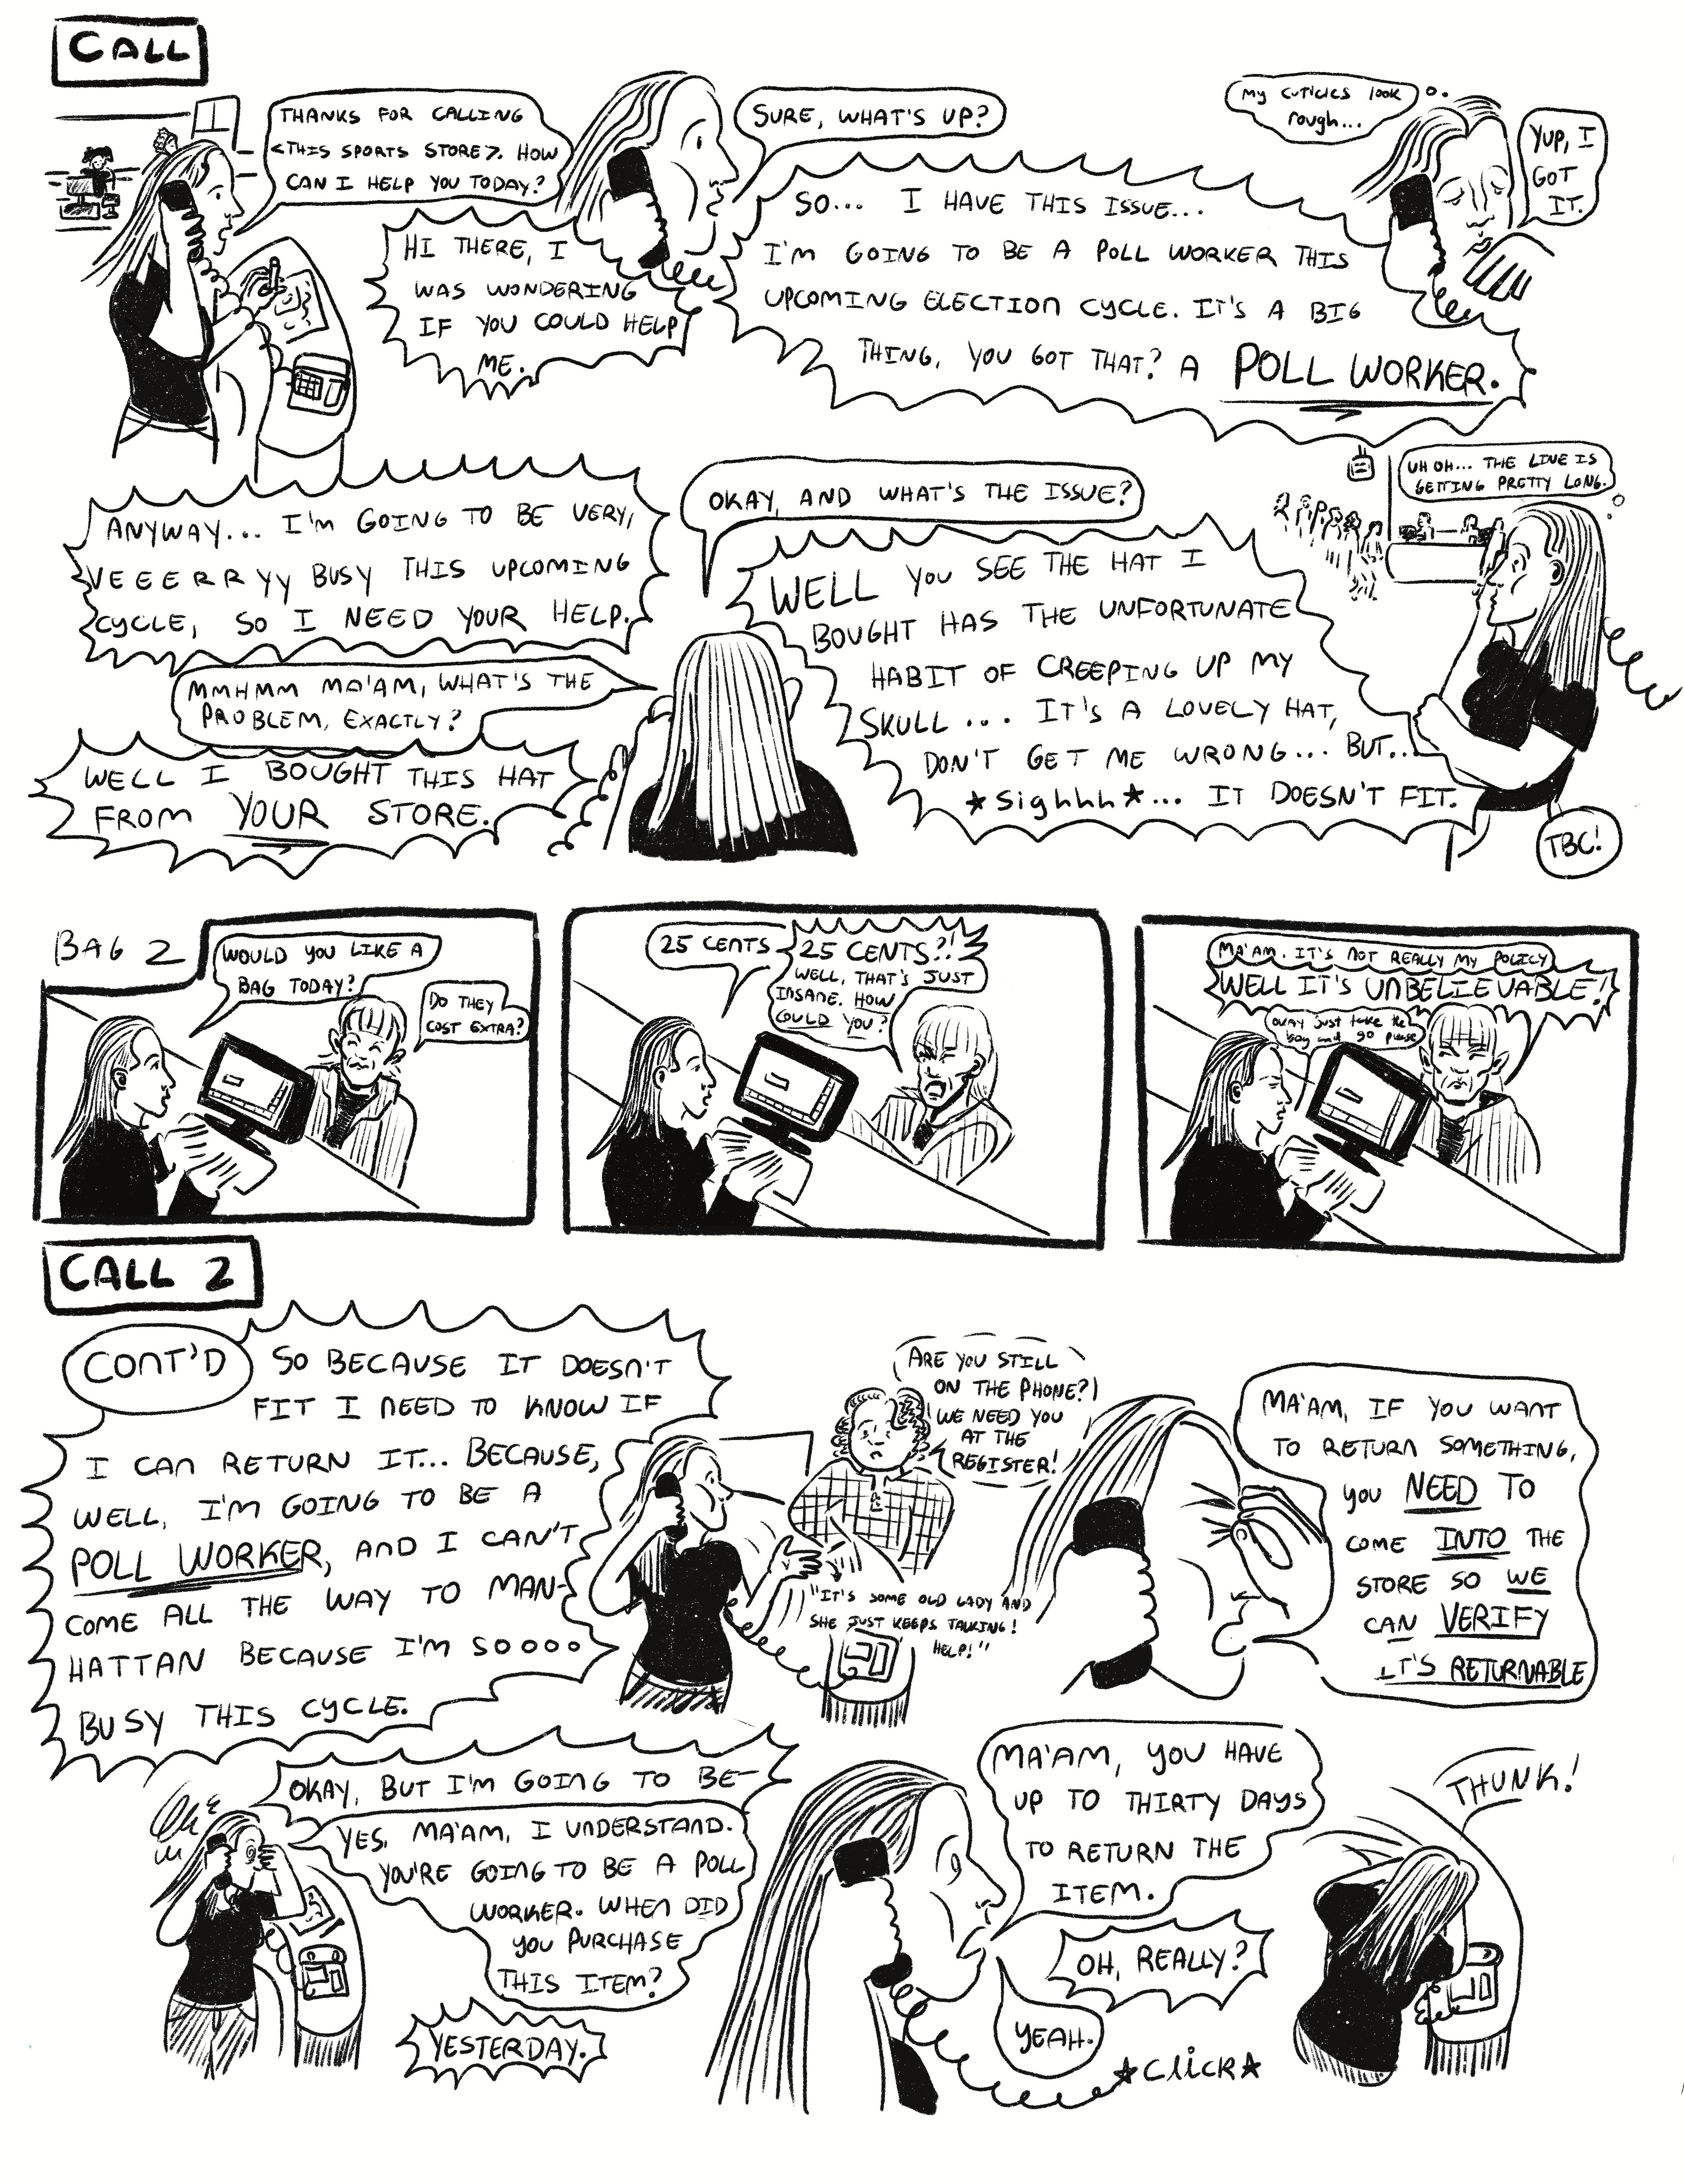 CALL
THANKS FOR CALLING
<THIS SPORTS STORE>. HOW
CAN I HELP YOU TODAY?
HI THERE, I
WAS WONDERING
IF YOU COULD HELP
ME.
SURE, WHAT'S UP?
SO... I HAVE THIS ISSUE...
I'M GOING TO BE A POLL WORKER THIS
UPCOMING ELECTION CYCLE. IT'S A BIG
THING, YOU GOT THAT? A POLL WORKER.
My cuticles look
rough...
YUP, I
GOT
IT.
ANYWAY... I'M GOING TO BE VERY,
VEEERRYY BUSY THIS UPCOMING
CYCLE, SO I NEED YOUR HELP.
MMHMM MA'AM, WHAT'S THE
PROBLEM, EXACTLY?
WELL I BOUGHT THIS HAT
FROM YOUR STORE.
OKAY, AND WHAT'S THE ISSUE?
WELL YOU SEE THE HAT I
BOUGHT HAS THE UNFORTUNATE
HABIT OF CREEPING UP MY
SKULL... IT'S A LOVELY HAT,
DON'T GET ME WRONG... BUT...
★Sighhh★... IT DOESN'T FIT.
UH OH... THE LINE IS
GETTING PRETTY LONG.
TBC!
BAG 2
WOULD YOU LIKE A
BAG TODAY?
DO THEY
COST EXTRA?
25 CENTS
25 CENTS?!
WELL, THAT'S JUST
INSANE. HOW
COULD YOU?
MA'AM. IT'S NOT REALLY MY POLICY
WELL IT'S UNBELIEVABLE!
okay just take the
bag and go please
CALL 2
CONT'D
SO BECAUSE IT DOESN'T
FIT I NEED TO KNOW IF
I CAN RETURN IT... BECAUSE,
WELL, I'M GOING TO BE A
POLL WORKER, AND I CAN'T
COME ALL THE WAY TO MAN-
HATTAN BECAUSE I'M SOOOO
BUSY THIS CYCLE.
ARE YOU STILL
ON THE PHONE?
WE NEED YOU
AT THE
REGISTER!
"IT'S SOME OLD LADY AND
SHE JUST KEEPS TALKING!
HELP!"
MA'AM, IF YOU WANT
TO RETURN SOMETHING,
YOU NEED TO
COME INTO THE
STORE SO WE
CAN VERIFY
IT'S RETURNABLE
OKAY, BUT I'M GOING TO BE—
YES, MA'AM, I UNDERSTAND.
YOU'RE GOING TO BE A POLL
WORKER. WHEN DID
YOU PURCHASE
THIS ITEM?
YESTERDAY.
MA'AM, YOU HAVE
UP TO THIRTY DAYS
TO RETURN THE
ITEM.
OH, REALLY?
YEAH.
★CLiCK★
THUNK!